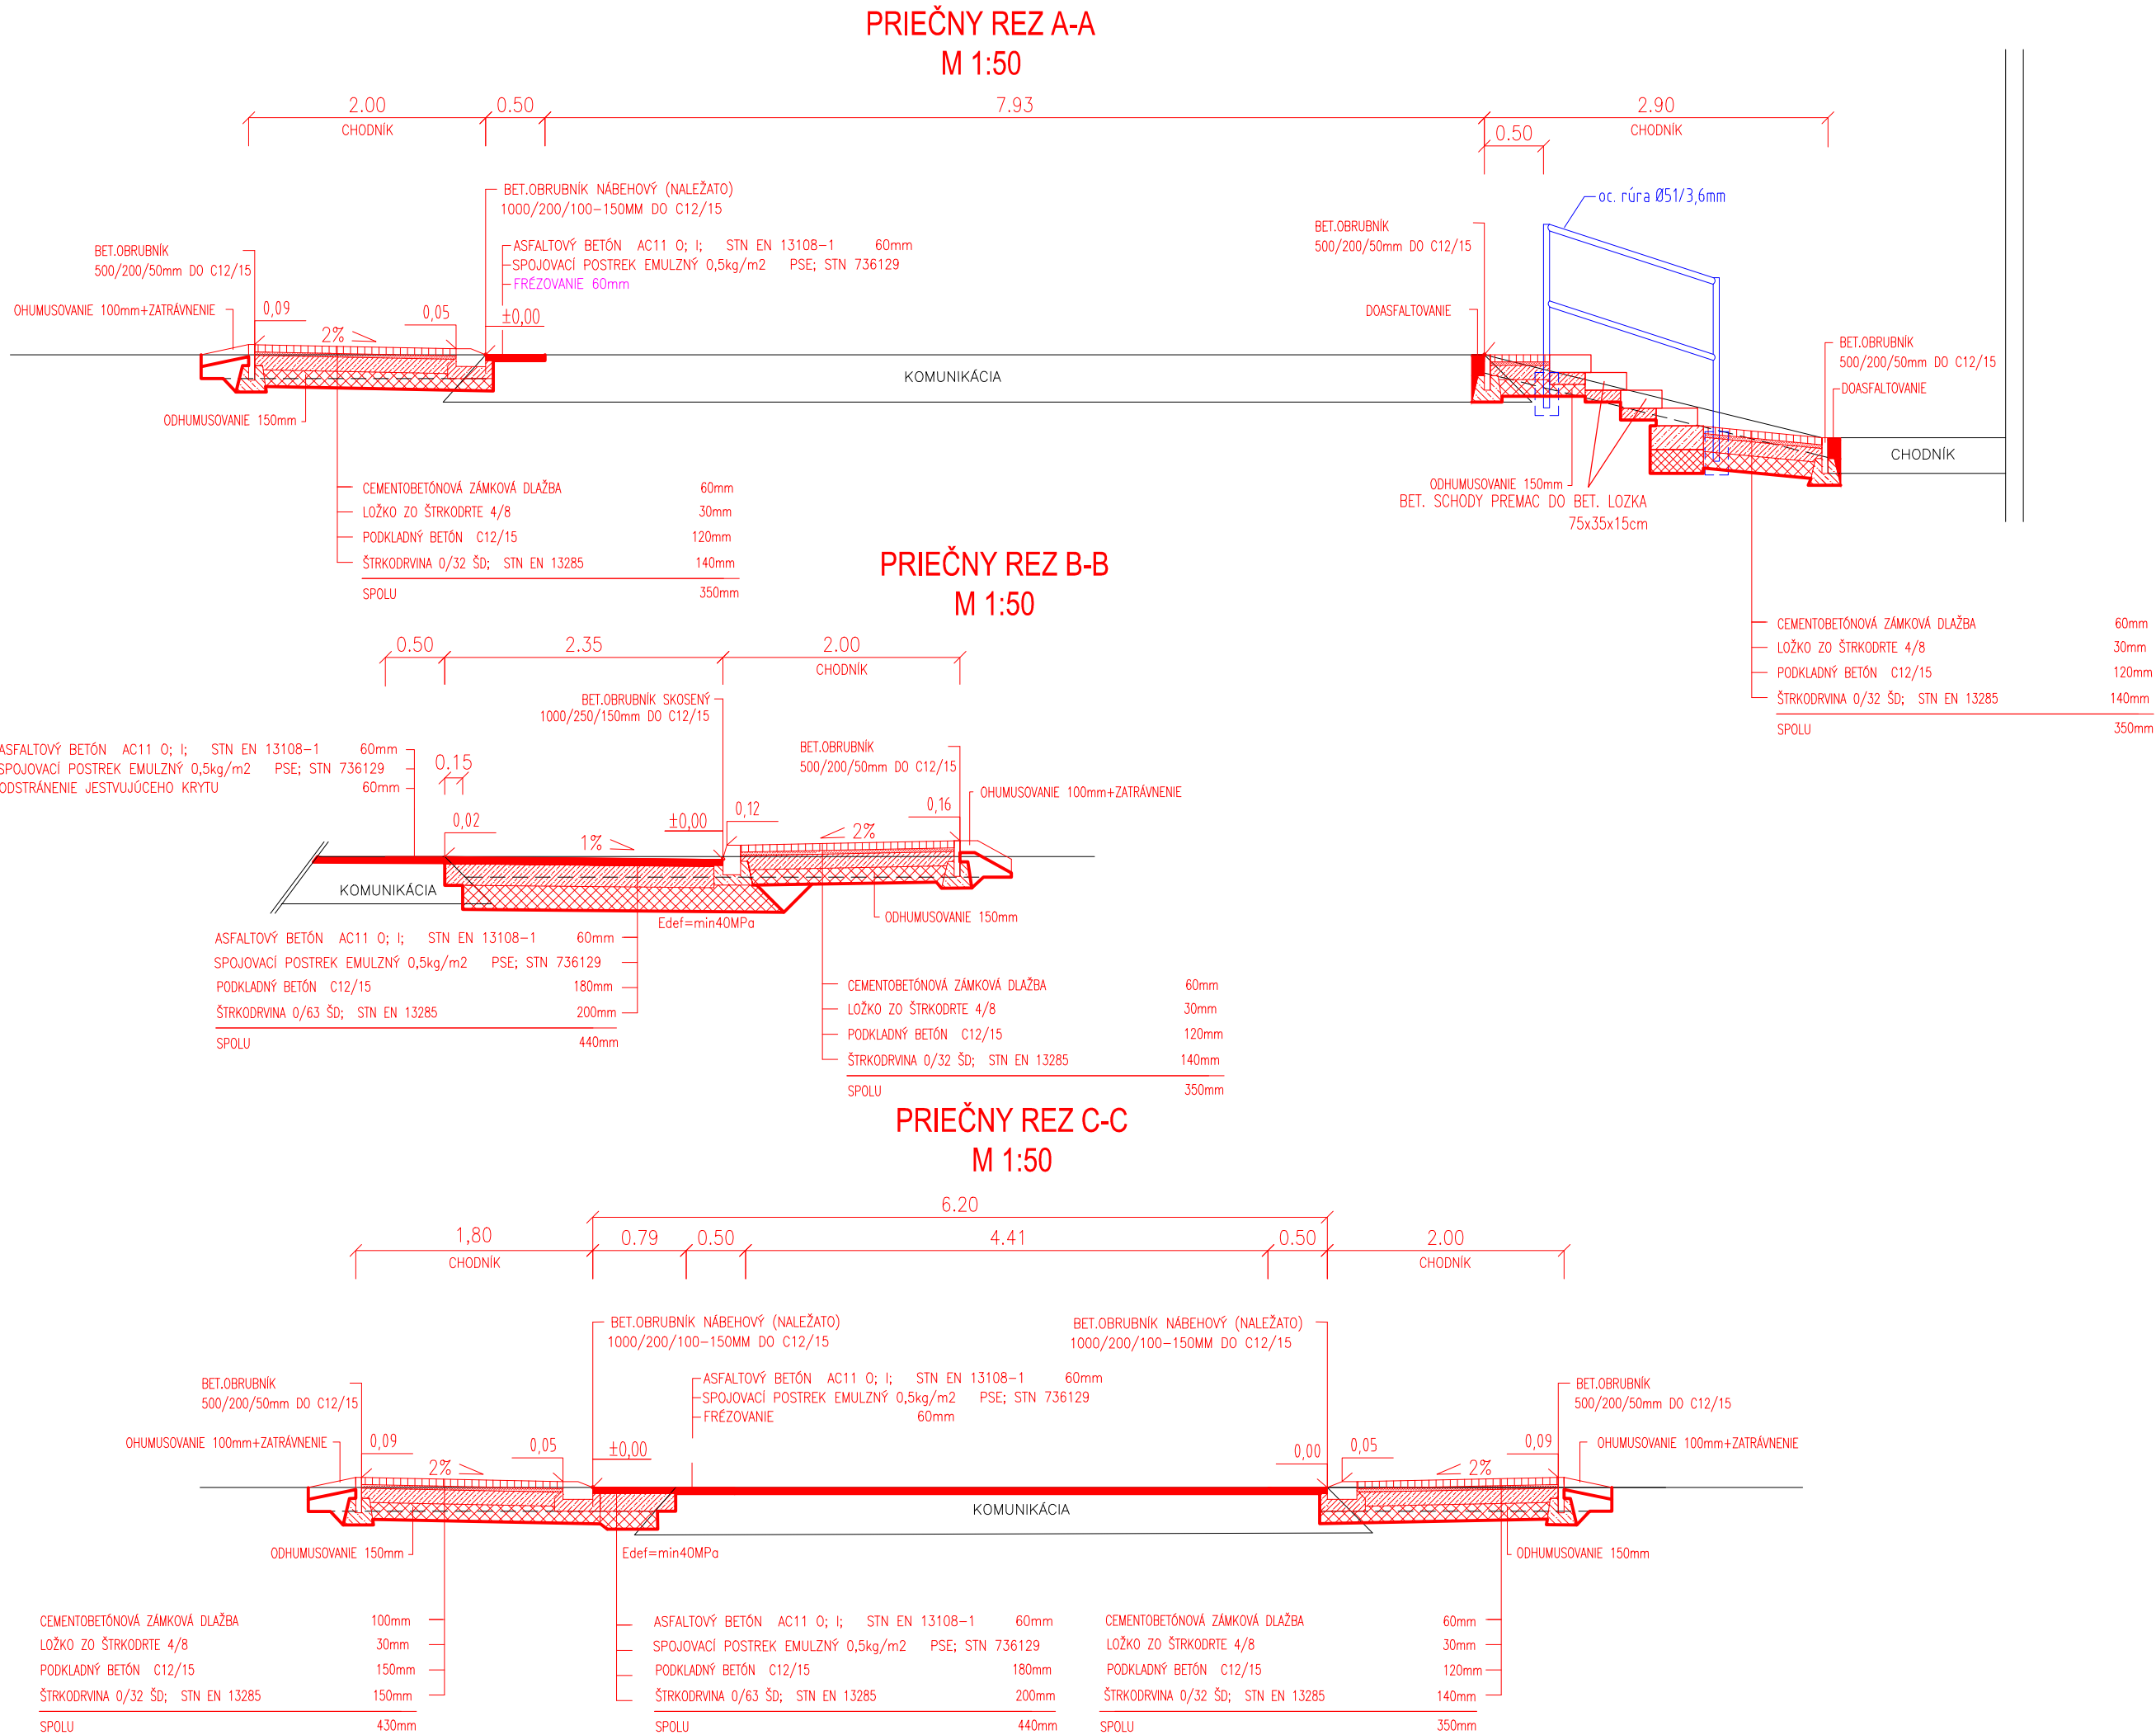 PRIEČNY REZ A-A
M 1:50
2.00
CHODNÍK
0.50
7.93
2.90
CHODNÍK
0.50
BET.OBRUBNÍK NÁBEHOVÝ (NALEŽATO)
1000/200/100-150MM DO C12/15
ASFALTOVÝ BETÓN AC11 O; I; STN EN 13108-1 60mm
SPOJOVACÍ POSTREK EMULZNÝ 0,5kg/m2 PSE; STN 736129
FRÉZOVANIE 60mm
BET.OBRUBNÍK
500/200/50mm DO C12/15
OHUMUSOVANIE 100mm+ZATRÁVNENIE
0,09
2%
0,05
±0,00
ODHUMUSOVANIE 150mm
KOMUNIKÁCIA
BET.OBRUBNÍK
500/200/50mm DO C12/15
DOASFALTOVANIE
oc. rúra Ø51/3,6mm
BET.OBRUBNÍK
500/200/50mm DO C12/15
DOASFALTOVANIE
CHODNÍK
ODHUMUSOVANIE 150mm
BET. SCHODY PREMAC DO BET. LOZKA
75x35x15cm
CEMENTOBETÓNOVÁ ZÁMKOVÁ DLAŽBA 60mm
LOŽKO ZO ŠTRKODRTE 4/8 30mm
PODKLADNÝ BETÓN C12/15 120mm
ŠTRKODRVINA 0/32 ŠD; STN EN 13285 140mm
SPOLU 350mm
CEMENTOBETÓNOVÁ ZÁMKOVÁ DLAŽBA 60mm
LOŽKO ZO ŠTRKODRTE 4/8 30mm
PODKLADNÝ BETÓN C12/15 120mm
ŠTRKODRVINA 0/32 ŠD; STN EN 13285 140mm
SPOLU 350mm
PRIEČNY REZ B-B
M 1:50
0.50
2.35
2.00
CHODNÍK
BET.OBRUBNÍK SKOSENÝ
1000/250/150mm DO C12/15
ASFALTOVÝ BETÓN AC11 O; I; STN EN 13108-1 60mm
SPOJOVACÍ POSTREK EMULZNÝ 0,5kg/m2 PSE; STN 736129
ODSTRÁNENIE JESTVUJÚCEHO KRYTU 60mm
0.15
0,02
1%
±0,00
0,12
2%
0,16
BET.OBRUBNÍK
500/200/50mm DO C12/15
OHUMUSOVANIE 100mm+ZATRÁVNENIE
KOMUNIKÁCIA
Edef=min40MPa
ODHUMUSOVANIE 150mm
ASFALTOVÝ BETÓN AC11 O; I; STN EN 13108-1 60mm
SPOJOVACÍ POSTREK EMULZNÝ 0,5kg/m2 PSE; STN 736129
PODKLADNÝ BETÓN C12/15 180mm
ŠTRKODRVINA 0/63 ŠD; STN EN 13285 200mm
SPOLU 440mm
CEMENTOBETÓNOVÁ ZÁMKOVÁ DLAŽBA 60mm
LOŽKO ZO ŠTRKODRTE 4/8 30mm
PODKLADNÝ BETÓN C12/15 120mm
ŠTRKODRVINA 0/32 ŠD; STN EN 13285 140mm
SPOLU 350mm
PRIEČNY REZ C-C
M 1:50
6.20
1,80
CHODNÍK
0.79
0.50
4.41
0.50
2.00
CHODNÍK
BET.OBRUBNÍK NÁBEHOVÝ (NALEŽATO)
1000/200/100-150MM DO C12/15
BET.OBRUBNÍK NÁBEHOVÝ (NALEŽATO)
1000/200/100-150MM DO C12/15
ASFALTOVÝ BETÓN AC11 O; I; STN EN 13108-1 60mm
SPOJOVACÍ POSTREK EMULZNÝ 0,5kg/m2 PSE; STN 736129
FRÉZOVANIE 60mm
BET.OBRUBNÍK
500/200/50mm DO C12/15
OHUMUSOVANIE 100mm+ZATRÁVNENIE
0,09
2%
0,05
±0,00
0,00
0,05
2%
0,09
BET.OBRUBNÍK
500/200/50mm DO C12/15
OHUMUSOVANIE 100mm+ZATRÁVNENIE
KOMUNIKÁCIA
ODHUMUSOVANIE 150mm
Edef=min40MPa
ODHUMUSOVANIE 150mm
CEMENTOBETÓNOVÁ ZÁMKOVÁ DLAŽBA 100mm
LOŽKO ZO ŠTRKODRTE 4/8 30mm
PODKLADNÝ BETÓN C12/15 150mm
ŠTRKODRVINA 0/32 ŠD; STN EN 13285 150mm
SPOLU 430mm
ASFALTOVÝ BETÓN AC11 O; I; STN EN 13108-1 60mm
SPOJOVACÍ POSTREK EMULZNÝ 0,5kg/m2 PSE; STN 736129
PODKLADNÝ BETÓN C12/15 180mm
ŠTRKODRVINA 0/63 ŠD; STN EN 13285 200mm
SPOLU 440mm
CEMENTOBETÓNOVÁ ZÁMKOVÁ DLAŽBA 60mm
LOŽKO ZO ŠTRKODRTE 4/8 30mm
PODKLADNÝ BETÓN C12/15 120mm
ŠTRKODRVINA 0/32 ŠD; STN EN 13285 140mm
SPOLU 350mm